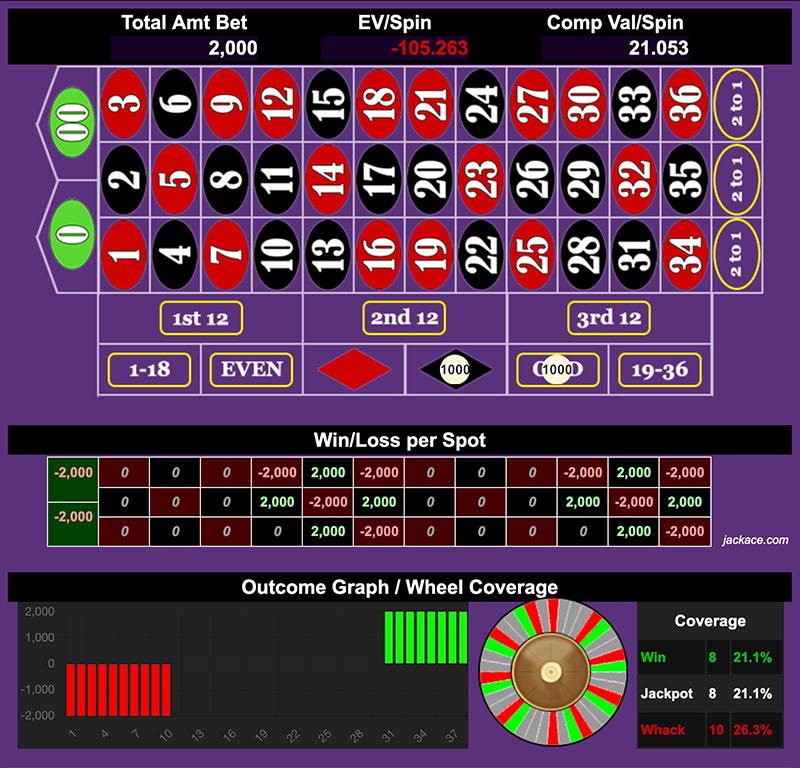 Total Amt Bet EV/Spin Comp Val/Spin
2,000 -105.263 21.053
00 3 6 9 12 15 18 21 24 27 30 33 36 2 to 1
2 5 8 11 14 17 20 23 26 29 32 35 2 to 1
0 1 4 7 10 13 16 19 22 25 28 31 34 2 to 1
1st 12 2nd 12 3rd 12
1-18 EVEN 1000 1000 19-36
Win/Loss per Spot
-2,000 0 0 0 -2,000 2,000 -2,000 0 0 0 -2,000 2,000 -2,000
0 0 0 2,000 -2,000 2,000 0 0 0 2,000 -2,000 2,000
-2,000 0 0 0 0 2,000 -2,000 0 0 0 0 2,000 -2,000
jackace.com
Outcome Graph / Wheel Coverage
2,000
1,000
0
-1,000
-2,000
1 4 7 10 13 16 19 22 25 28 31 34 37
Coverage
Win 8 21.1%
Jackpot 8 21.1%
Whack 10 26.3%